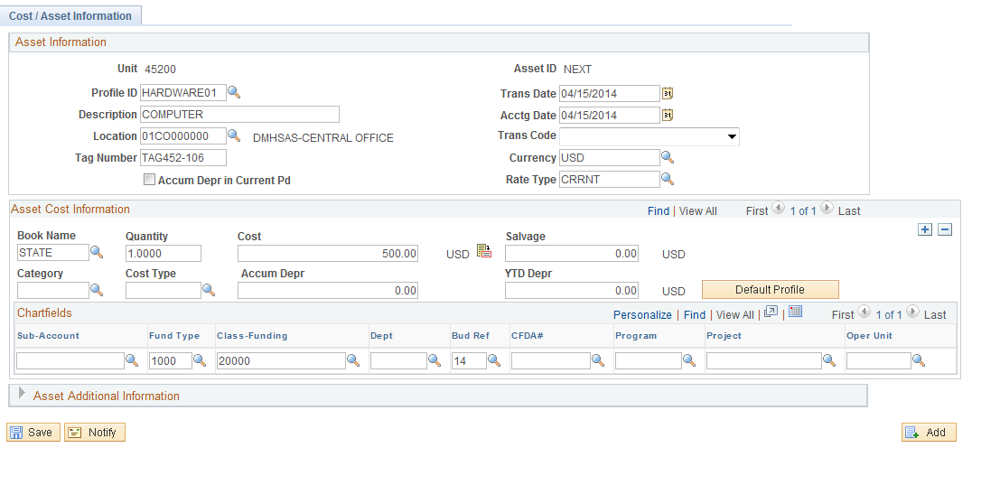 Cost / Asset Information
Asset Information
Unit 45200 Asset ID NEXT
Profile ID HARDWARE01 Trans Date 04/15/2014 31
Description COMPUTER Acctg Date 04/15/2014 31
Location 01CO000000 DMHSAS-CENTRAL OFFICE Trans Code
Tag Number TAG452-106 Currency USD
Accum Depr in Current Pd Rate Type CRRNT
Asset Cost Information Find | View All First 1 of 1 Last
Book Name Quantity Cost Salvage
STATE 1.0000 500.00 USD 0.00 USD
Category Cost Type Accum Depr YTD Depr
0.00 0.00 USD Default Profile
Chartfields Personalize | Find | View All | | First 1 of 1 Last
Sub-Account Fund Type Class-Funding Dept Bud Ref CFDA# Program Project Oper Unit
1000 20000 14
Asset Additional Information
Save Notify Add